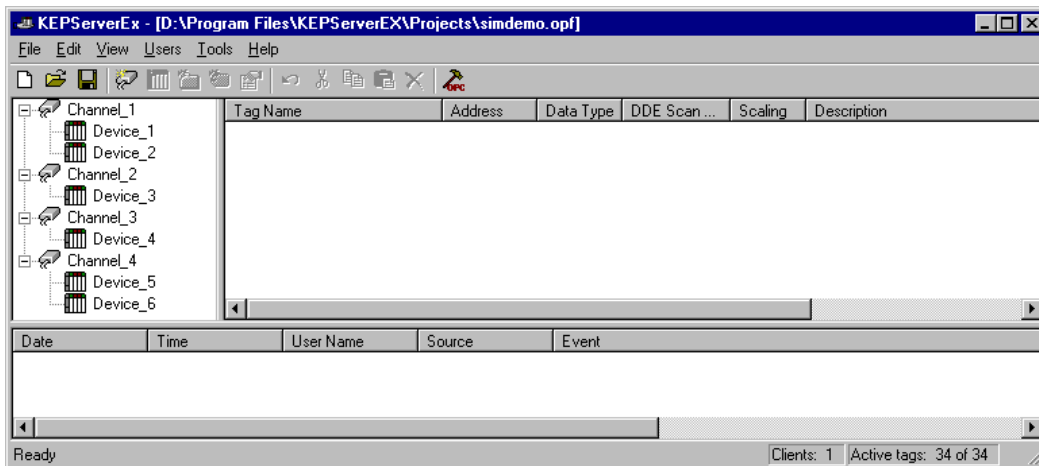 KEPServerEx - [D:\Program Files\KEPServerEX\Projects\simdemo.opf]
File Edit View Users Tools Help
OPC
Channel_1
Device_1
Device_2
Channel_2
Device_3
Channel_3
Device_4
Channel_4
Device_5
Device_6
Tag Name Address Data Type DDE Scan ... Scaling Description
Date Time User Name Source Event
Ready Clients: 1 Active tags: 34 of 34